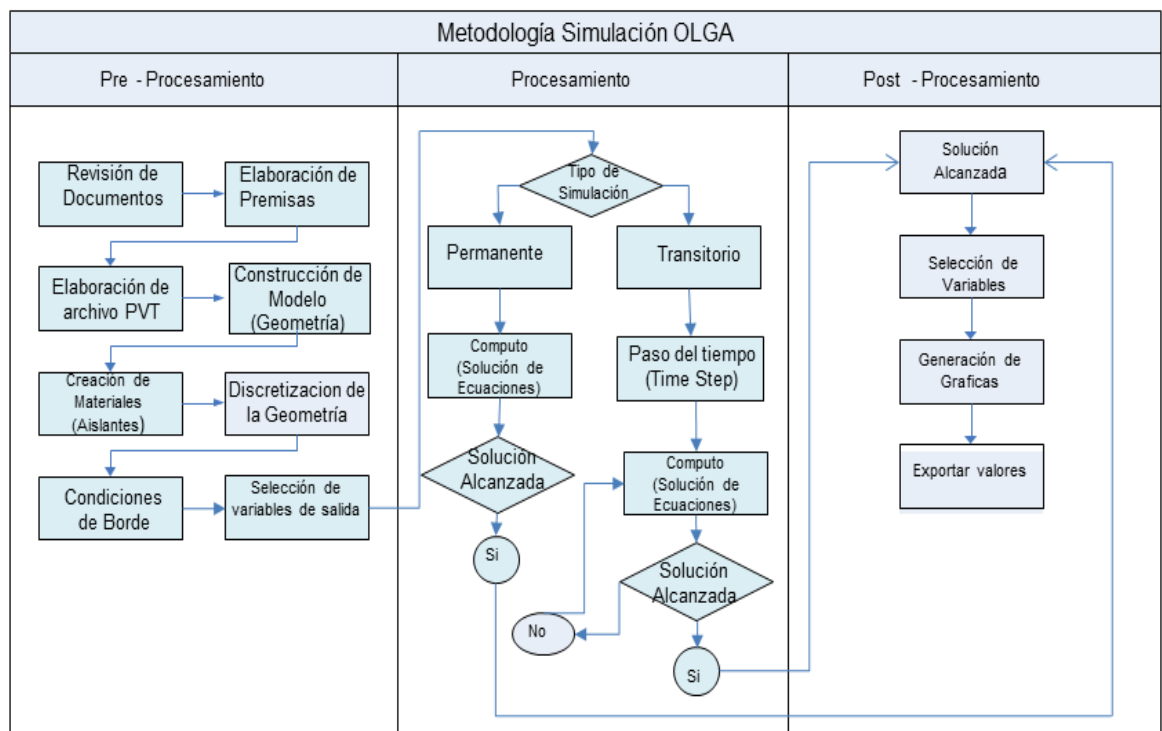 Metodología Simulación OLGA
Pre - Procesamiento
Procesamiento
Post - Procesamiento
Revisión de
Documentos
Elaboración de
Premisas
Elaboración de
archivo PVT
Construcción de
Modelo
(Geometría)
Creación de
Materiales
(Aislantes)
Discretizacion de
la Geometría
Condiciones
de Borde
Selección de
variables de salida
Tipo de
Simulación
Permanente
Transitorio
Computo
(Solución de
Ecuaciones)
Paso del tiempo
(Time Step)
Solución
Alcanzada
Si
Computo
(Solución de
Ecuaciones)
Solución
Alcanzada
No
Si
Solución
Alcanzada
Selección de
Variables
Generación de
Graficas
Exportar valores